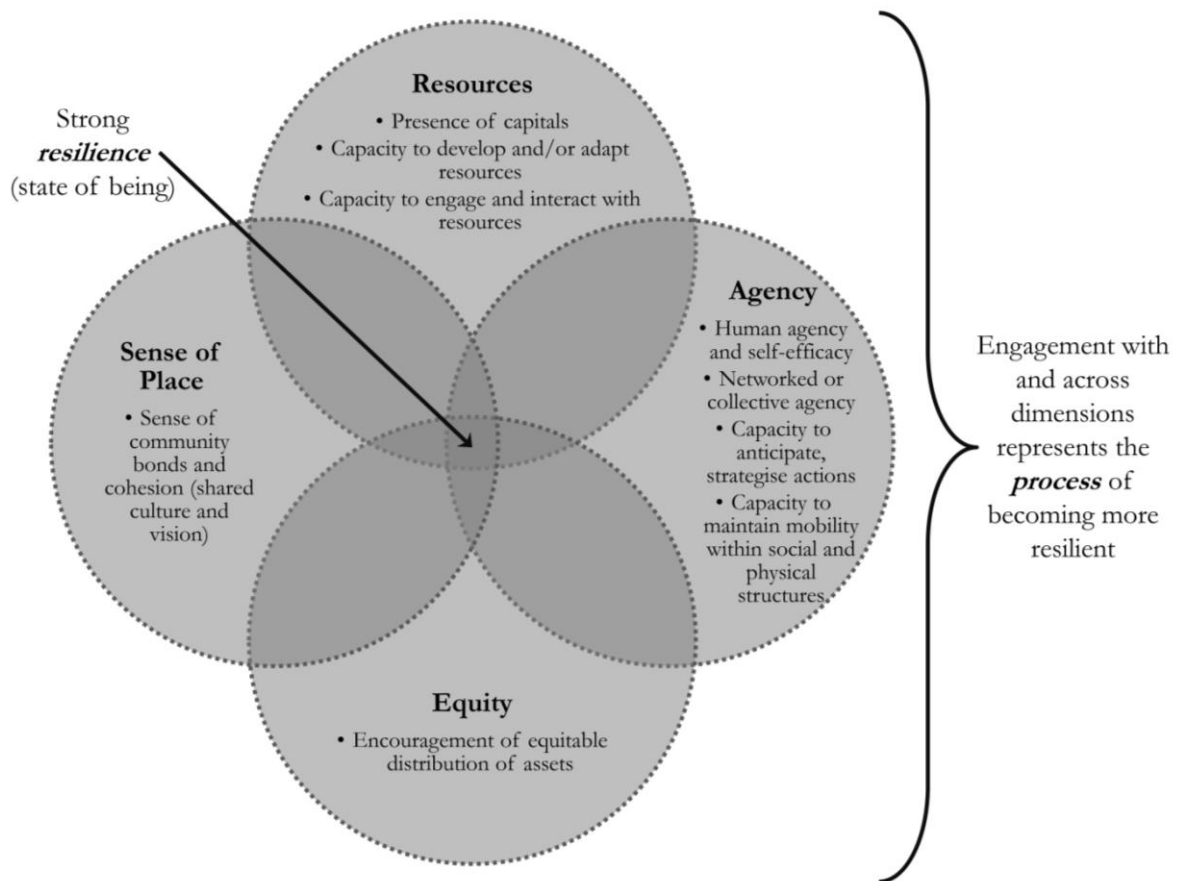 Resources
• Presence of capitals
• Capacity to develop and/or adapt
resources
• Capacity to engage and interact with
resources
Strong
resilience
(state of being)
Agency
• Human agency
and self-efficacy
• Networked or
collective agency
• Capacity to
anticipate,
strategise actions
• Capacity to
maintain mobility
within social and
physical
structures
Sense of
Place
• Sense of
community
bonds and
cohesion (shared
culture and
vision)
Engagement with
and across
dimensions
represents the
process of
becoming more
resilient
Equity
• Encouragement of equitable
distribution of assets